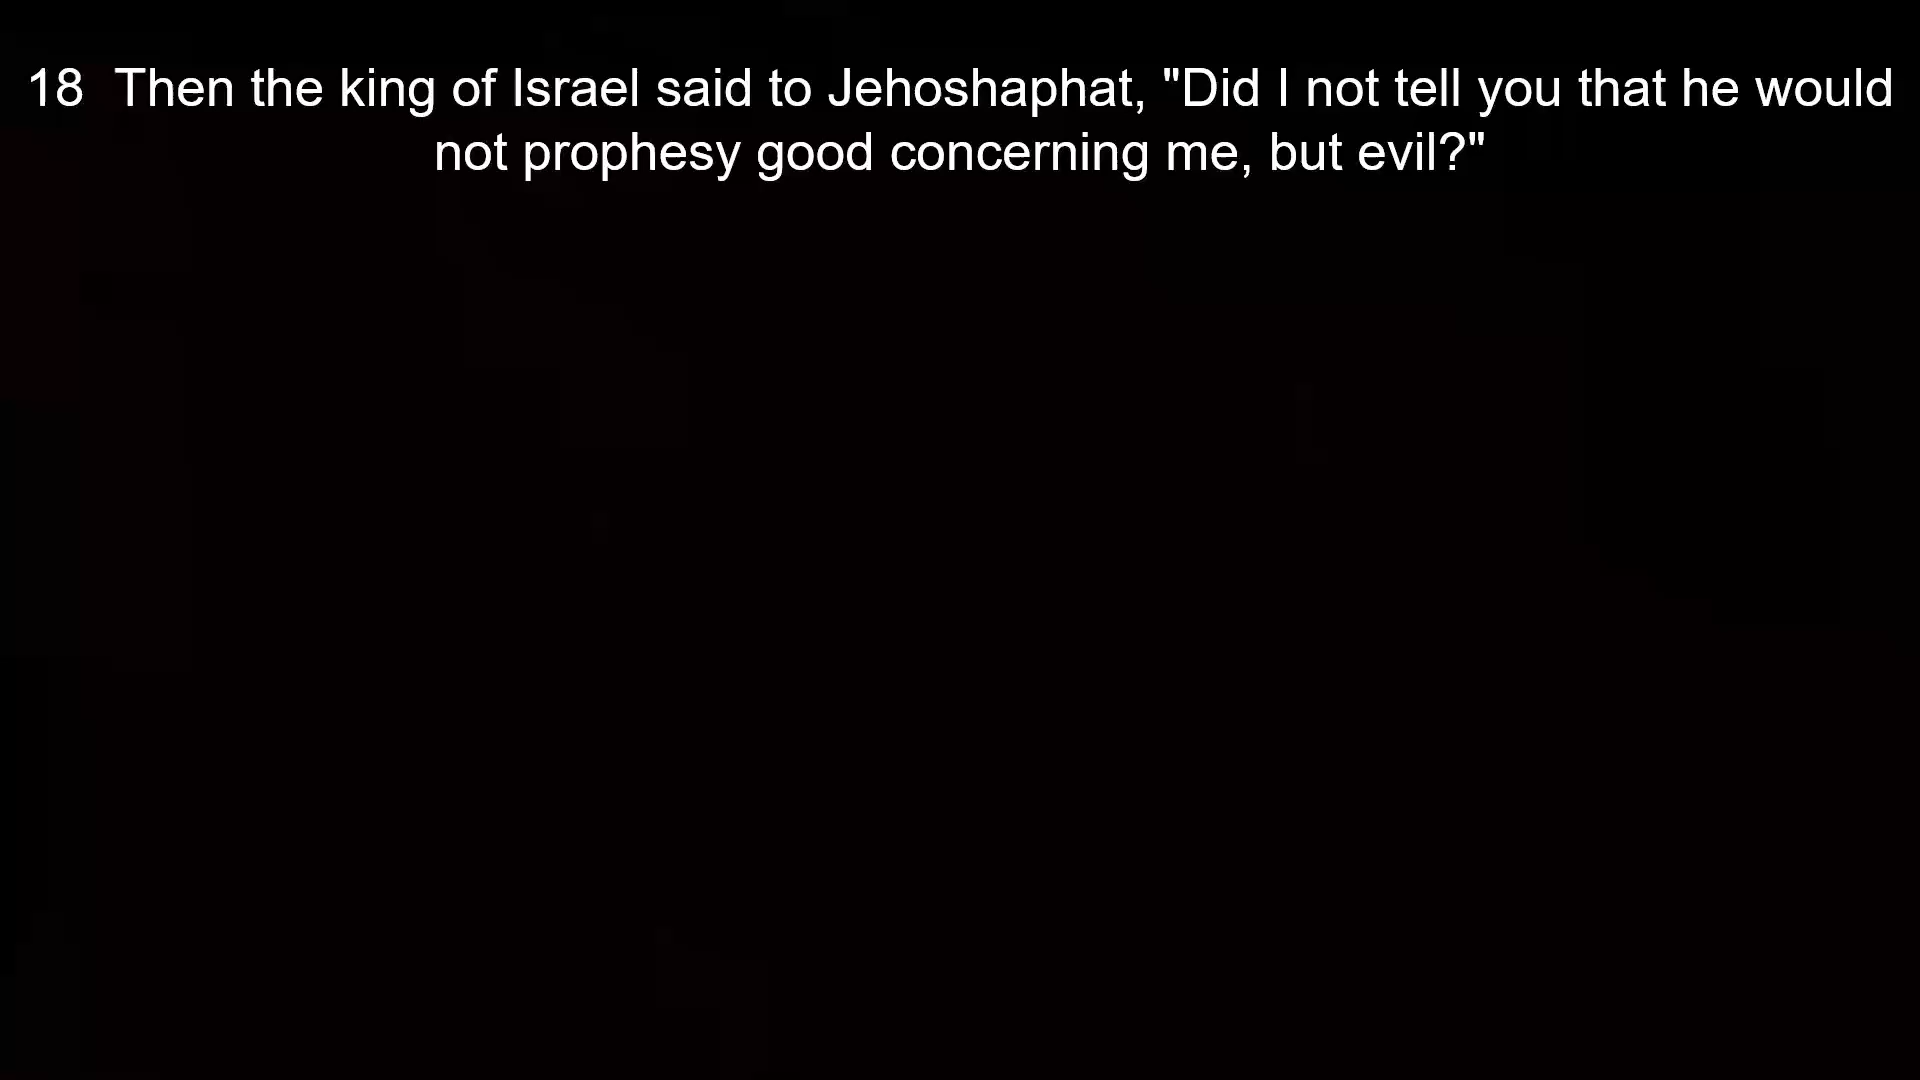 18  Then the king of Israel said to Jehoshaphat, "Did I not tell you that he would
not prophesy good concerning me, but evil?"